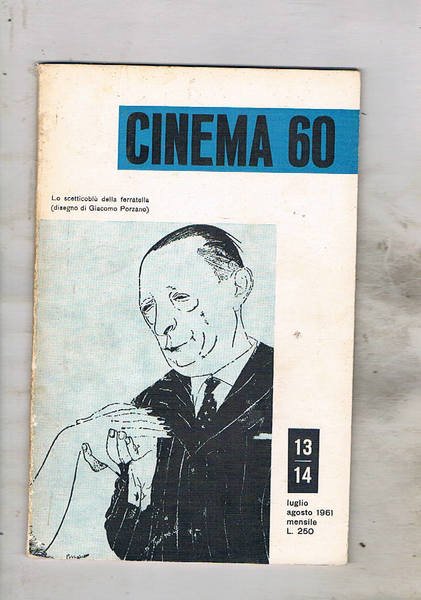 CINEMA 60
Lo scetticoblù della ferratella
(disegno di Giacomo Porzano)
13
14
luglio
agosto 1961
mensile
L. 250